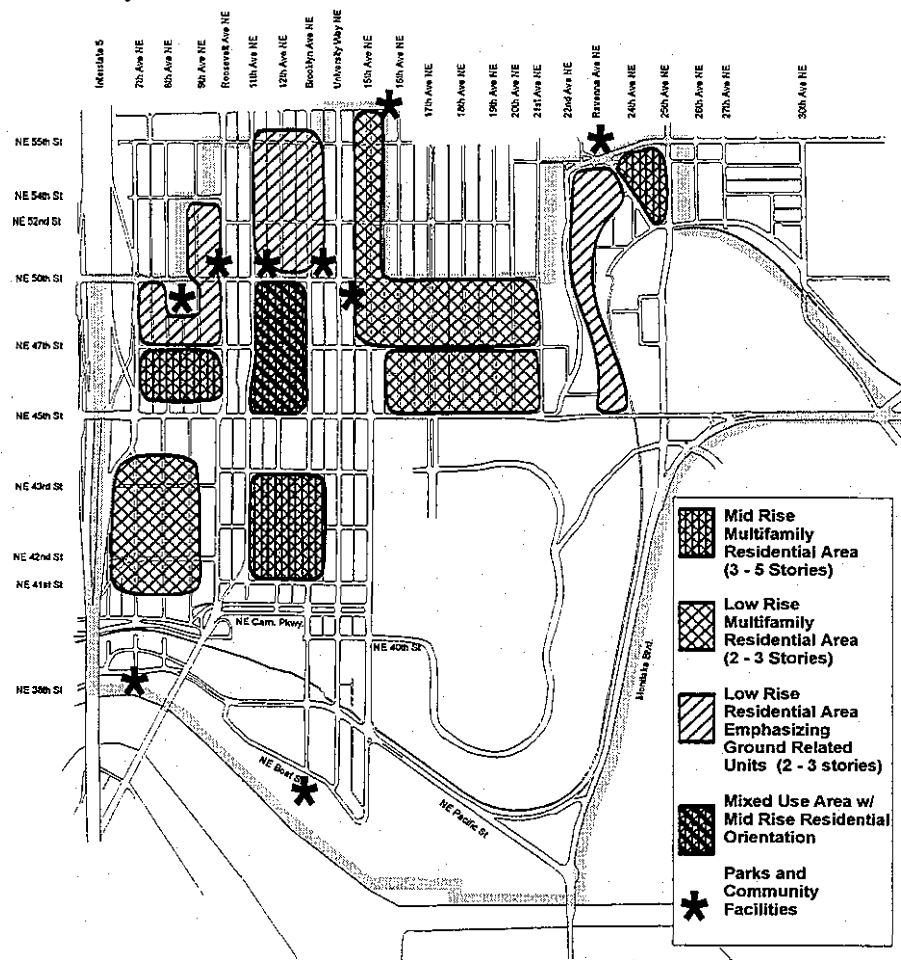 Interstate 5
7th Ave NE
8th Ave NE
9th Ave NE
Roosevelt Ave NE
11th Ave NE
12th Ave NE
Brooklyn Ave NE
University Way NE
15th Ave NE
16th Ave NE
17th Ave NE
18th Ave NE
19th Ave NE
20th Ave NE
21st Ave NE
22nd Ave NE
Ravenna Ave NE
24th Ave NE
25th Ave NE
26th Ave NE
27th Ave NE
30th Ave NE
NE 55th St
NE 54th St
NE 52nd St
NE 50th St
NE 47th St
NE 45th St
NE 43rd St
NE 42nd St
NE 41st St
NE Cam. Pkwy.
NE 40th St
NE 38th St
NE Boat St
NE Pacific St.
Montlake Blvd.
Mid Rise
Multifamily
Residential Area
(3 - 5 Stories)
Low Rise
Multifamily
Residential Area
(2 - 3 Stories)
Low Rise
Residential Area
Emphasizing
Ground Related
Units (2 - 3 stories)
Mixed Use Area w/
Mid Rise Residential
Orientation
Parks and
Community
Facilities